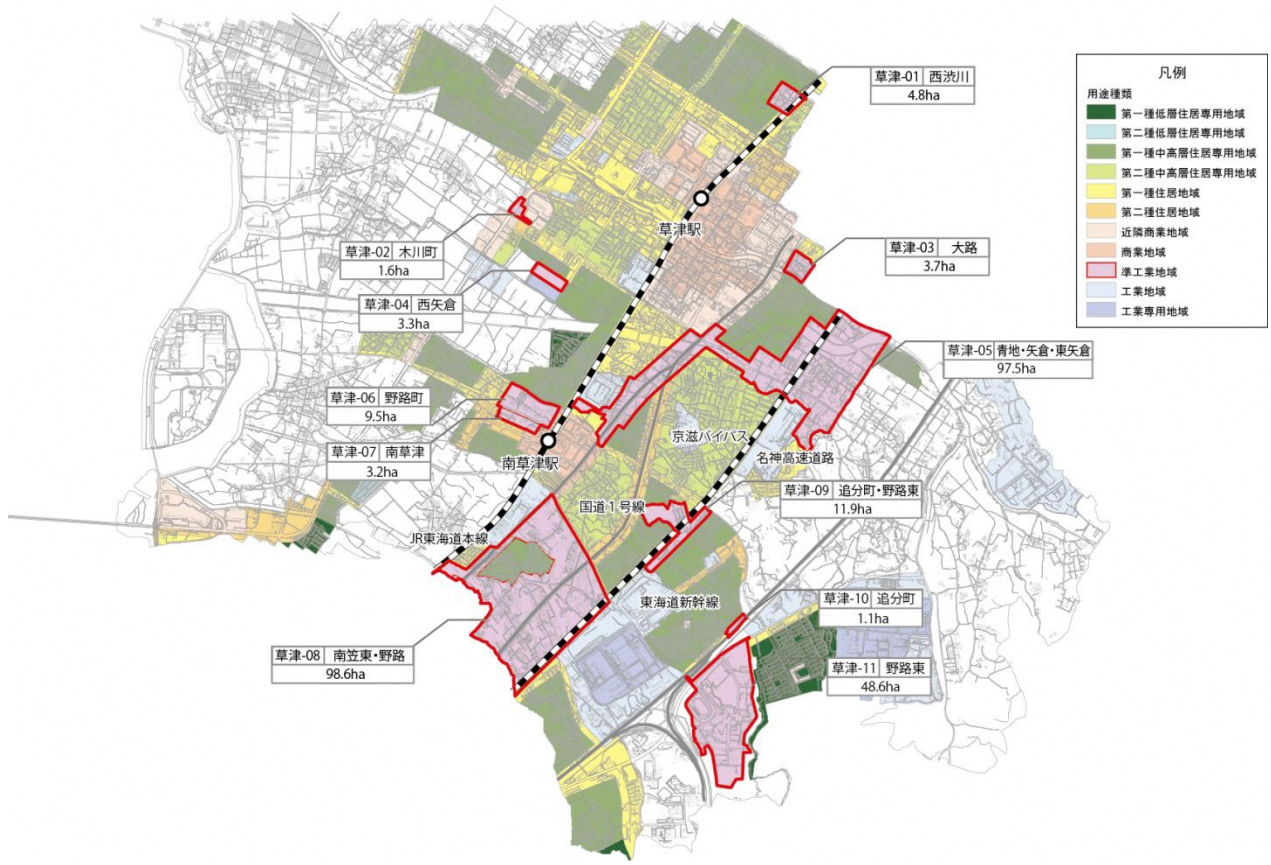 草津-01 西渋川
4.8ha
草津駅
草津-02 木川町
1.6ha
草津-03 大路
3.7ha
草津-04 西矢倉
3.3ha
草津-05 青地・矢倉・東矢倉
97.5ha
草津-06 野路町
9.5ha
草津-07 南草津
3.2ha
南草津駅
京滋バイパス
名神高速道路
草津-09 追分町・野路東
11.9ha
国道1号線
JR東海道本線
東海道新幹線
草津-10 追分町
1.1ha
草津-08 南笠東・野路
98.6ha
草津-11 野路東
48.6ha
凡例
用途種類
第一種低層住居専用地域
第二種低層住居専用地域
第一種中高層住居専用地域
第二種中高層住居専用地域
第一種住居地域
第二種住居地域
近隣商業地域
商業地域
準工業地域
工業地域
工業専用地域